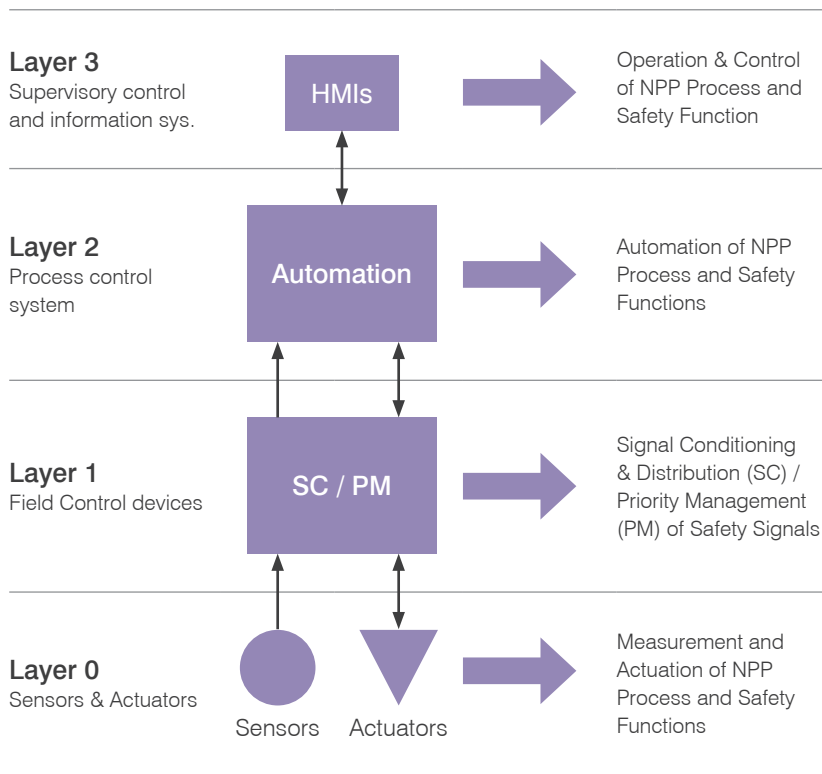 Layer 3
Supervisory control
and information sys.
HMIs
Operation & Control
of NPP Process and
Safety Function
Layer 2
Process control
system
Automation
Automation of NPP
Process and Safety
Functions
Layer 1
Field Control devices
SC / PM
Signal Conditioning
& Distribution (SC) /
Priority Management
(PM) of Safety Signals
Layer 0
Sensors & Actuators
Sensors
Actuators
Measurement and
Actuation of NPP
Process and Safety
Functions